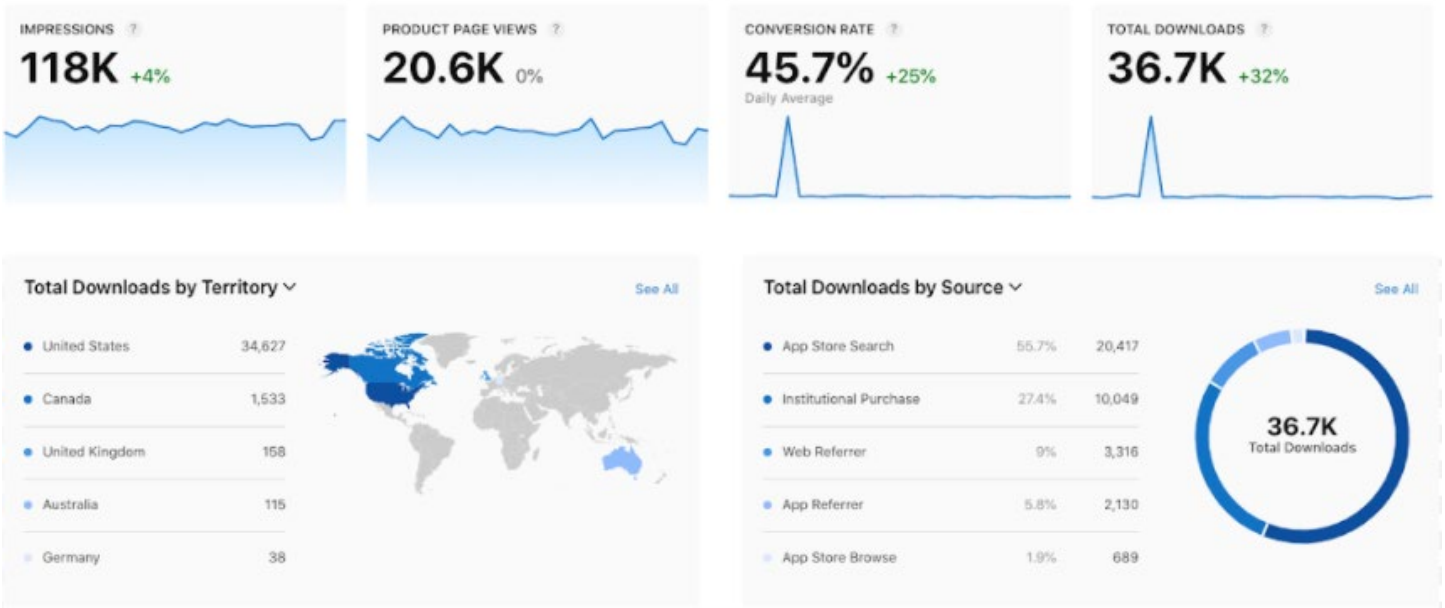 IMPRESSIONS ?
118K +4%
PRODUCT PAGE VIEWS ?
20.6K 0%
CONVERSION RATE ?
45.7% +25%
Daily Average
TOTAL DOWNLOADS ?
36.7K +32%
Total Downloads by Territory
See All
United States 34,627
Canada 1,533
United Kingdom 158
Australia 115
Germany 38
Total Downloads by Source
See All
App Store Search 55.7% 20,417
Institutional Purchase 27.4% 10,049
Web Referrer 9% 3,316
App Referrer 5.8% 2,130
App Store Browse 1.9% 689
36.7K
Total Downloads